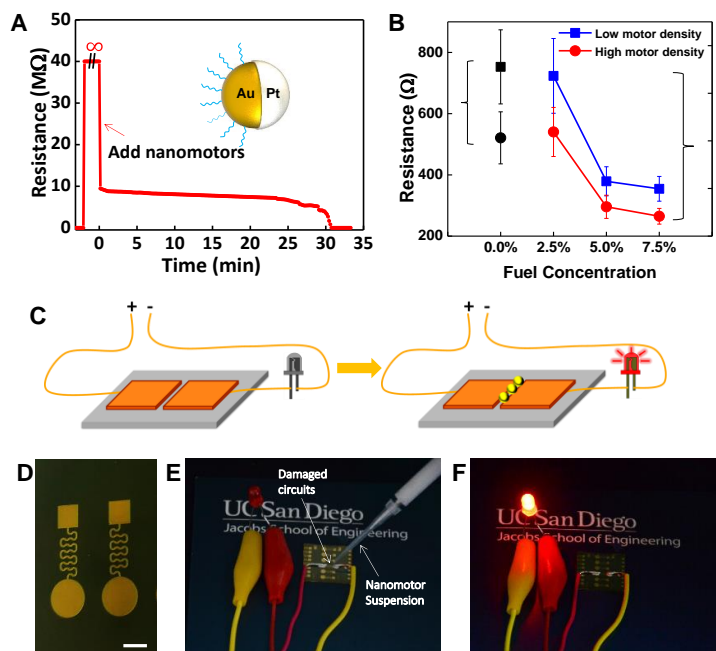 A
∞
Resistance (MΩ)
50
40
30
20
10
0
Add nanomotors
Au
Pt
0
5
10
15
20
25
30
35
Time (min)
B
Low motor density
High motor density
Resistance (Ω)
800
600
400
200
0.0%
2.5%
5.0%
7.5%
Fuel Concentration
C
+ -
+ -
D
E
Damaged
circuits
UC San Diego
Jacobs School of Engineering
Nanomotor
Suspension
F
UC San Diego
Jacobs School of Engineering